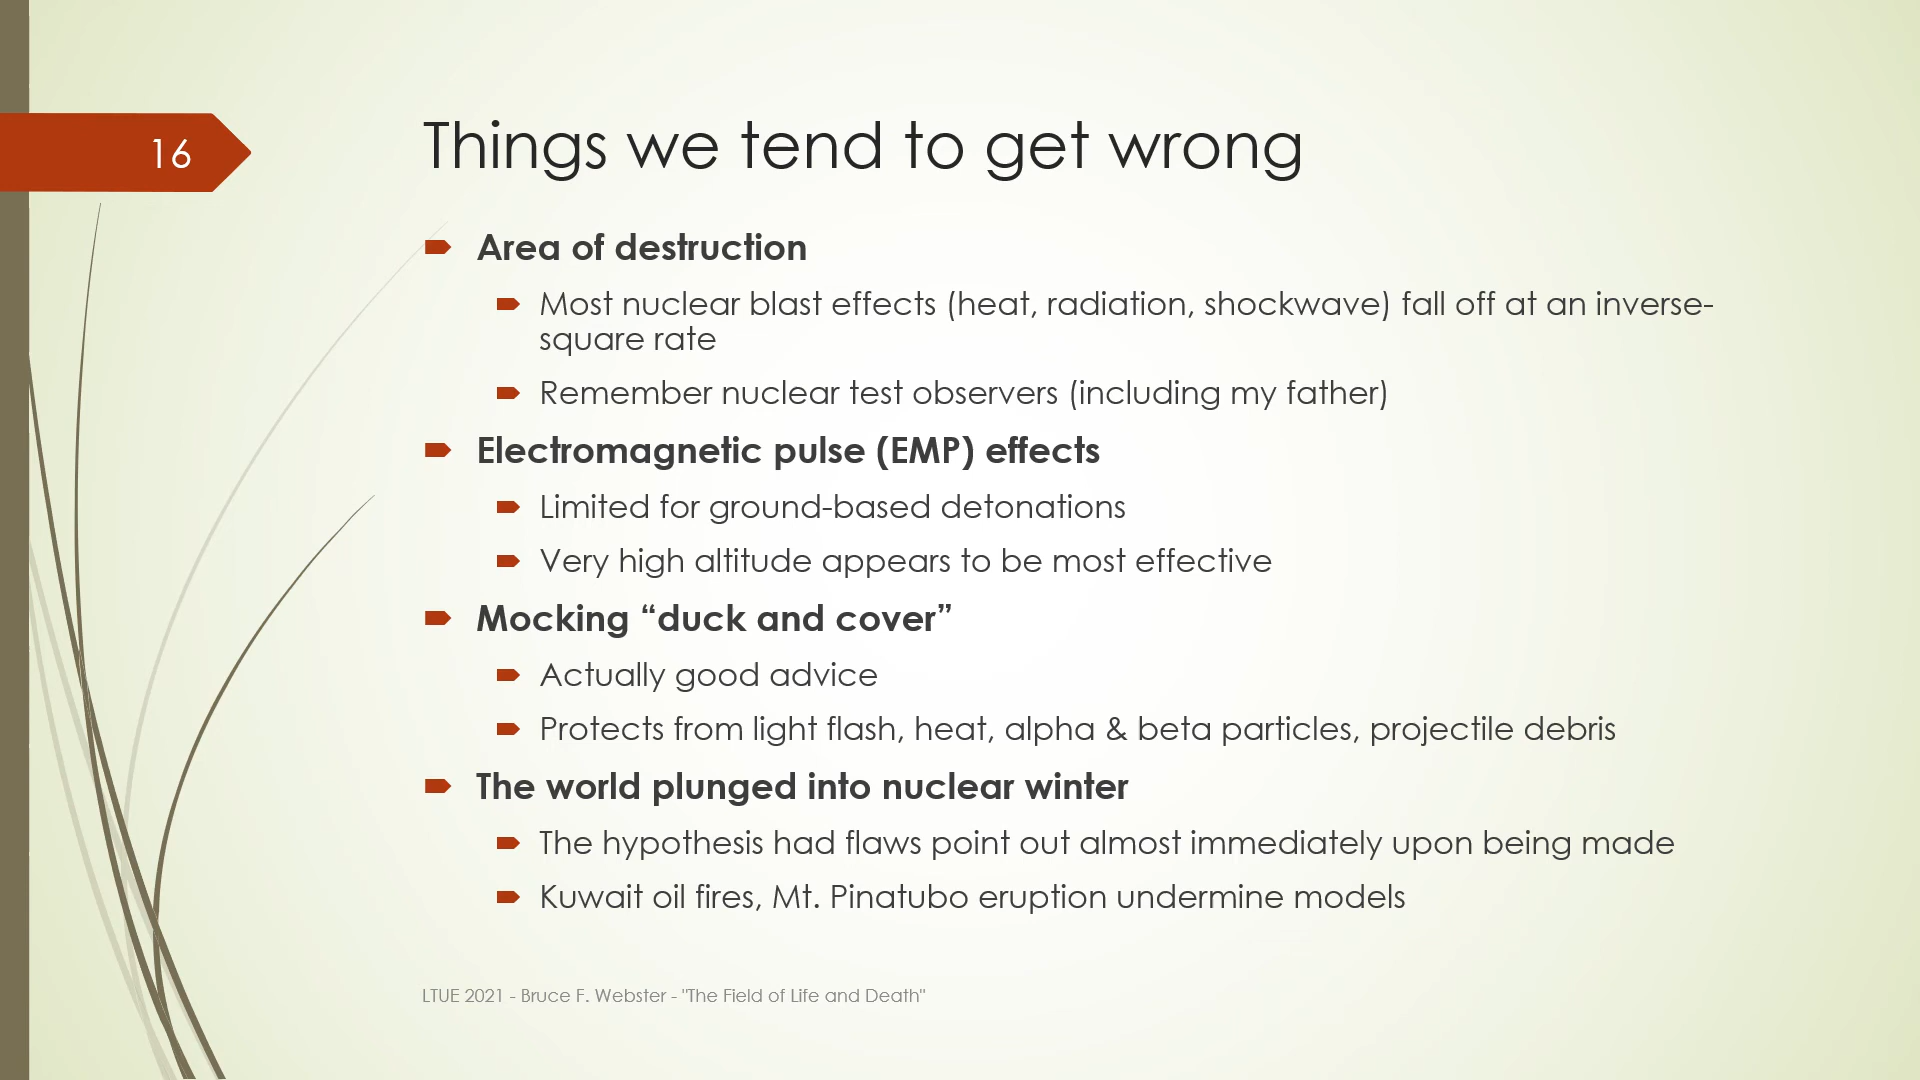 16
Things we tend to get wrong
Area of destruction
Most nuclear blast effects (heat, radiation, shockwave) fall off at an inverse-
square rate
Remember nuclear test observers (including my father)
Electromagnetic pulse (EMP) effects
Limited for ground-based detonations
Very high altitude appears to be most effective
Mocking “duck and cover”
Actually good advice
Protects from light flash, heat, alpha & beta particles, projectile debris
The world plunged into nuclear winter
The hypothesis had flaws point out almost immediately upon being made
Kuwait oil fires, Mt. Pinatubo eruption undermine models
LTUE 2021 - Bruce F. Webster - "The Field of Life and Death"